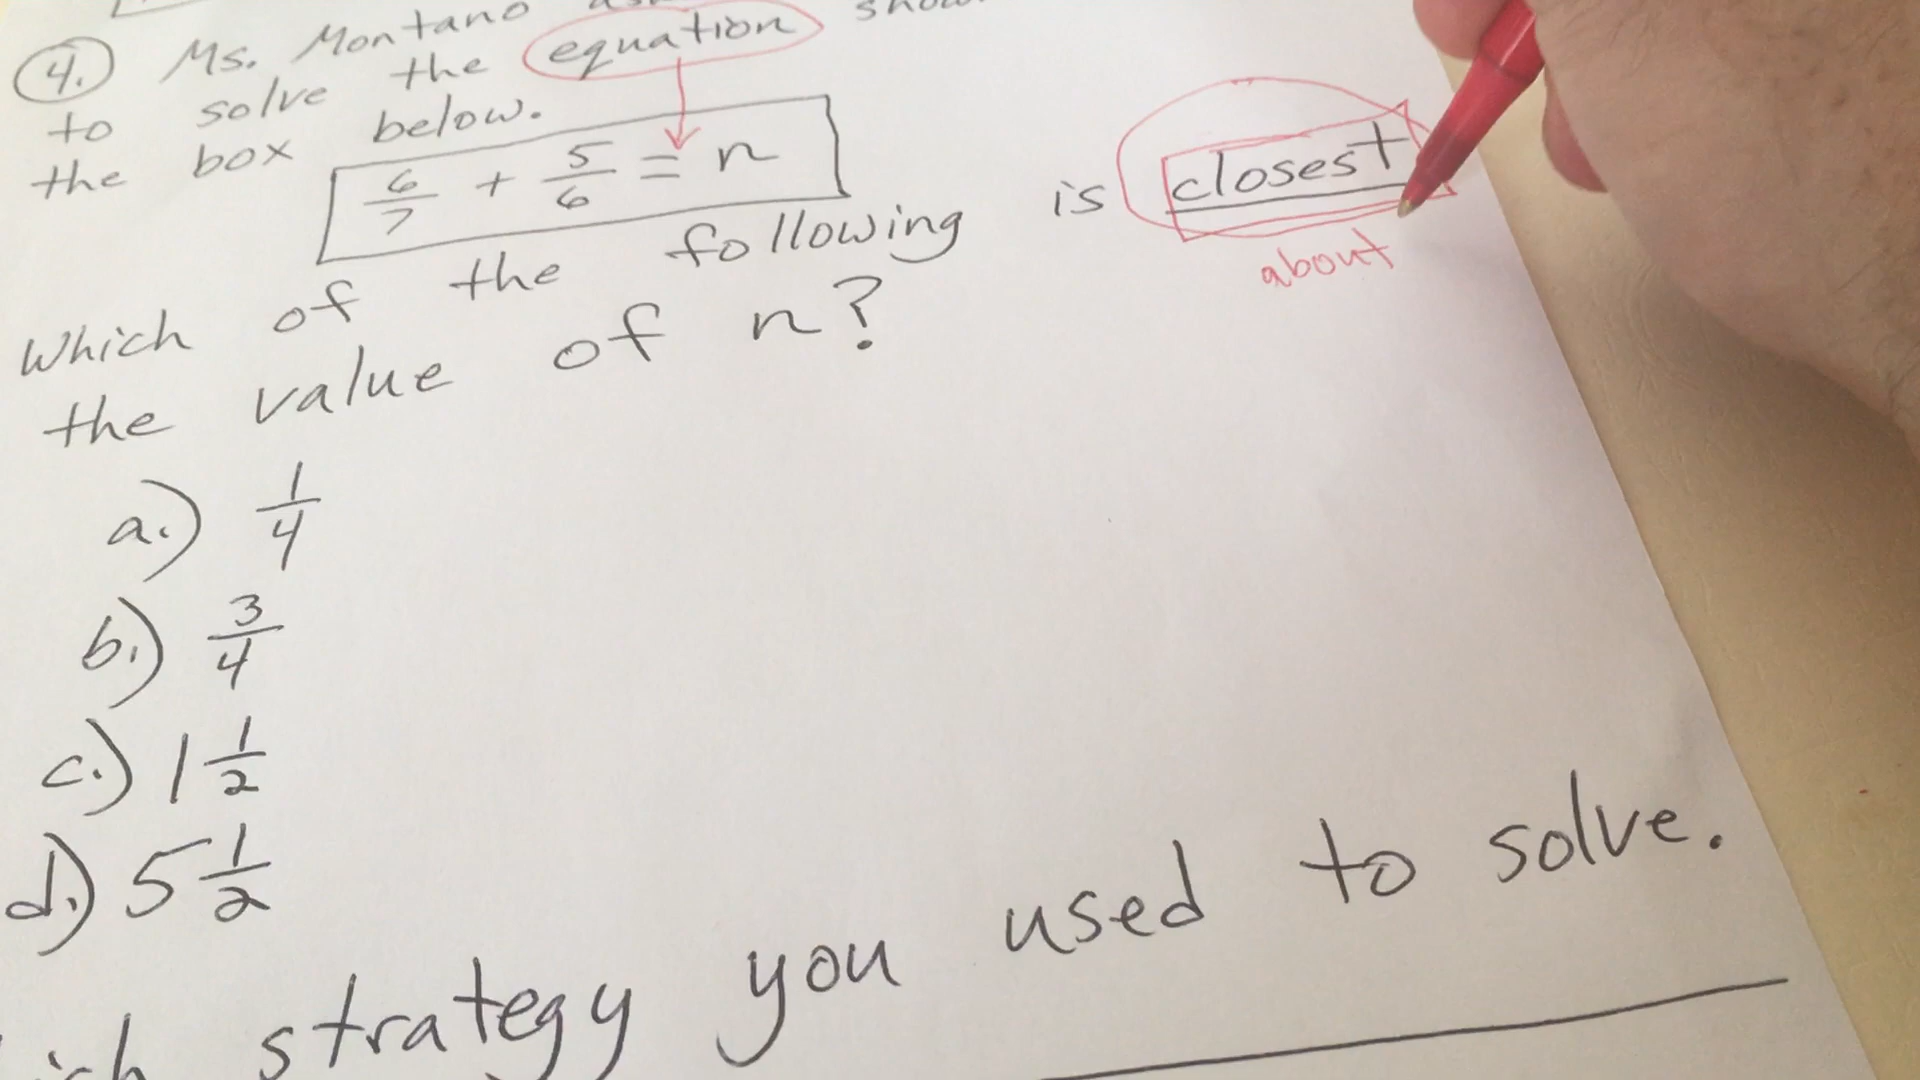 4. Ms. Montano
to solve the equation
the box below.
6/7 + 5/6 = n
Which of the following is closest
about
the value of n?
a.) 1/4
b.) 3/4
c.) 1 1/2
d.) 5 1/2
strategy you used to solve.